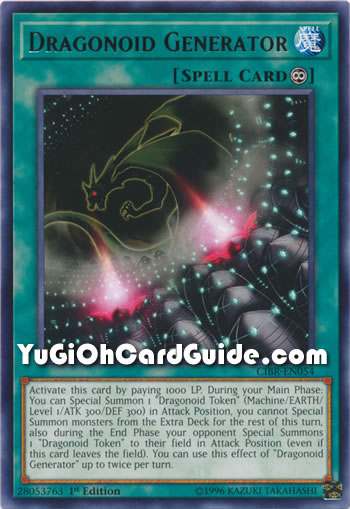 DRAGONOID GENERATOR 魔
[SPELL CARD]
YuGiOhCardGuide.com
CIBR-EN054
Activate this card by paying 1000 LP. During your Main Phase:
You can Special Summon 1 "Dragonoid Token" (Machine/EARTH/
Level 1/ATK 300/DEF 300) in Attack Position, you cannot Special
Summon monsters from the Extra Deck for the rest of this turn,
also during the End Phase your opponent Special Summons
1 "Dragonoid Token" to their field in Attack Position (even if
this card leaves the field). You can use this effect of "Dragonoid
Generator" up to twice per turn.
28053763 1st Edition ©1996 KAZUKI TAKAHASHI